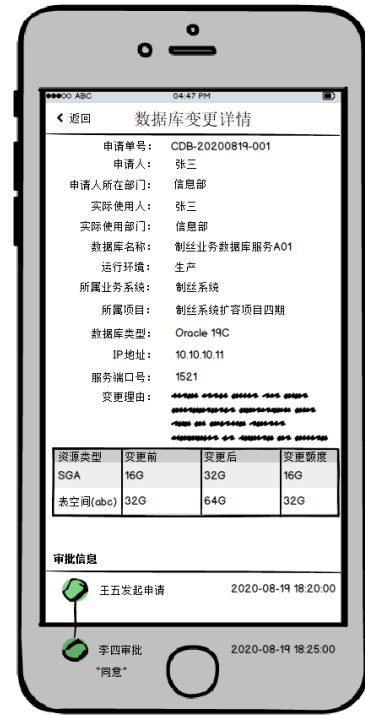 ABC 04:47 PM
返回 数据库变更详情
申请单号： CDB-20200819-001
申请人： 张三
申请人所在部门： 信息部
实际使用人： 张三
实际使用部门： 信息部
数据库名称： 制丝业务数据库服务A01
运行环境： 生产
所属业务系统： 制丝系统
所属项目： 制丝系统扩容项目四期
数据库类型： Oracle 19C
IP地址： 10.10.10.11
服务端口号： 1521
变更理由：
资源类型 变更前 变更后 变更额度
SGA 16G 32G 16G
表空间(abc) 32G 64G 32G
审批信息
王五发起申请 2020-08-19 18:20:00
李四审批 2020-08-19 18:25:00
"同意"